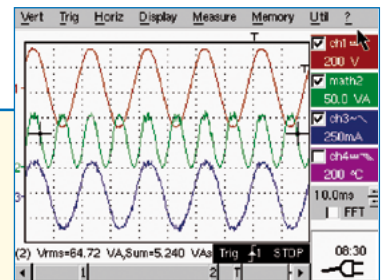 Vert Trig Horiz Display Measure Memory Util ?
T
T
ch1
200 V
math2
50.0 VA
ch3
250mA
ch4
200 °C
10.0ms
FFT
1
2
3
(2) Vrms=64.72 VA,Sum=5.240 VAs Trig 1 STOP
1 2 T
08:30